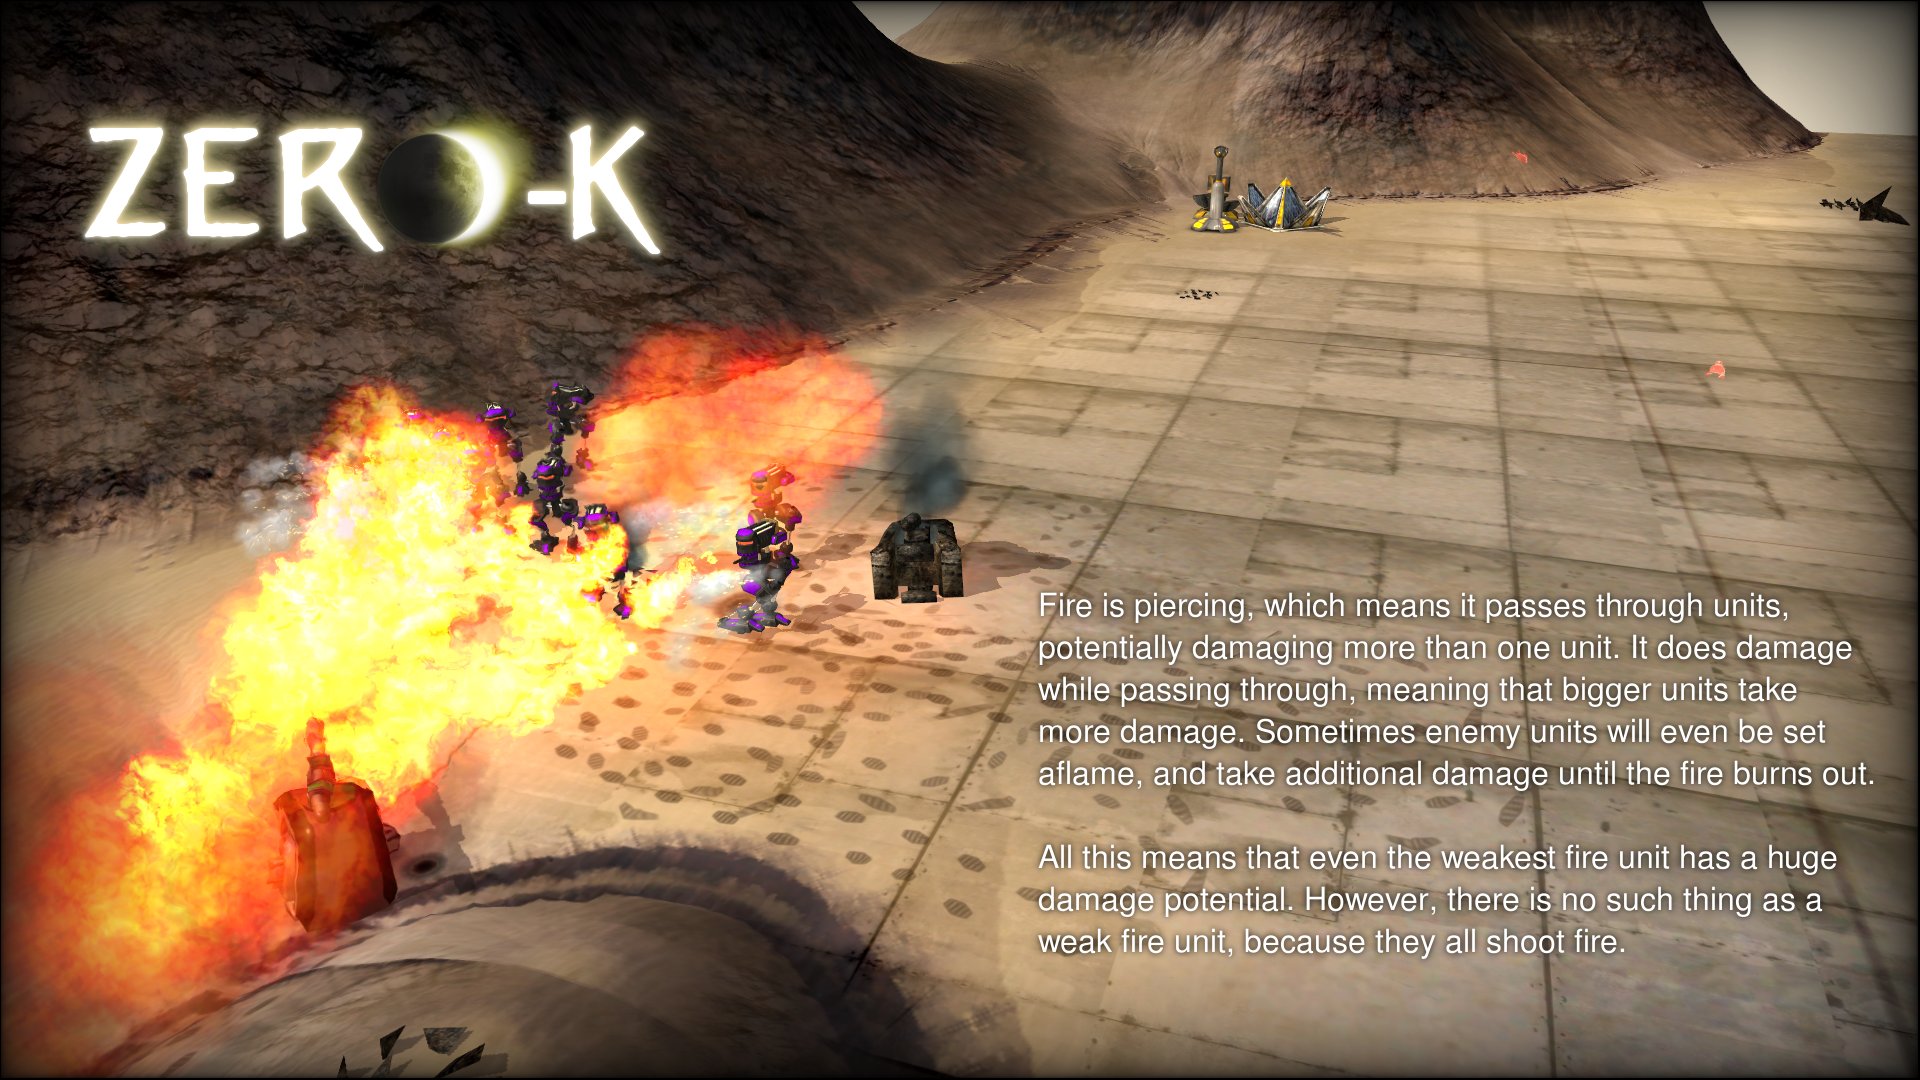 ZERO-K
Fire is piercing, which means it passes through units,
potentially damaging more than one unit. It does damage
while passing through, meaning that bigger units take
more damage. Sometimes enemy units will even be set
aflame, and take additional damage until the fire burns out.
All this means that even the weakest fire unit has a huge
damage potential. However, there is no such thing as a
weak fire unit, because they all shoot fire.